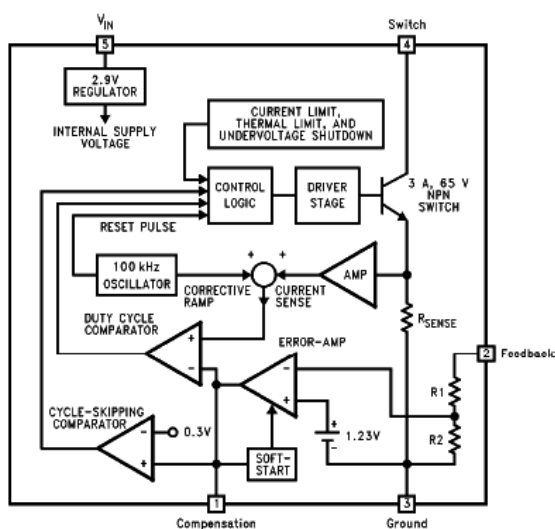 VIN
Switch
5
4
2.9V
REGULATOR
INTERNAL SUPPLY
VOLTAGE
CURRENT LIMIT,
THERMAL LIMIT, AND
UNDERVOLTAGE SHUTDOWN
CONTROL
LOGIC
DRIVER
STAGE
3 A, 65 V
NPN
SWITCH
RESET PULSE
100 kHz
OSCILLATOR
+
+
AMP
CORRECTIVE
RAMP
CURRENT
SENSE
RSENSE
DUTY CYCLE
COMPARATOR
+
-
ERROR-AMP
-
+
2
Feedback
R1
R2
CYCLE-SKIPPING
COMPARATOR
-
0.3V
+
SOFT-
START
+
1.23V
-
1
3
Compensation
Ground